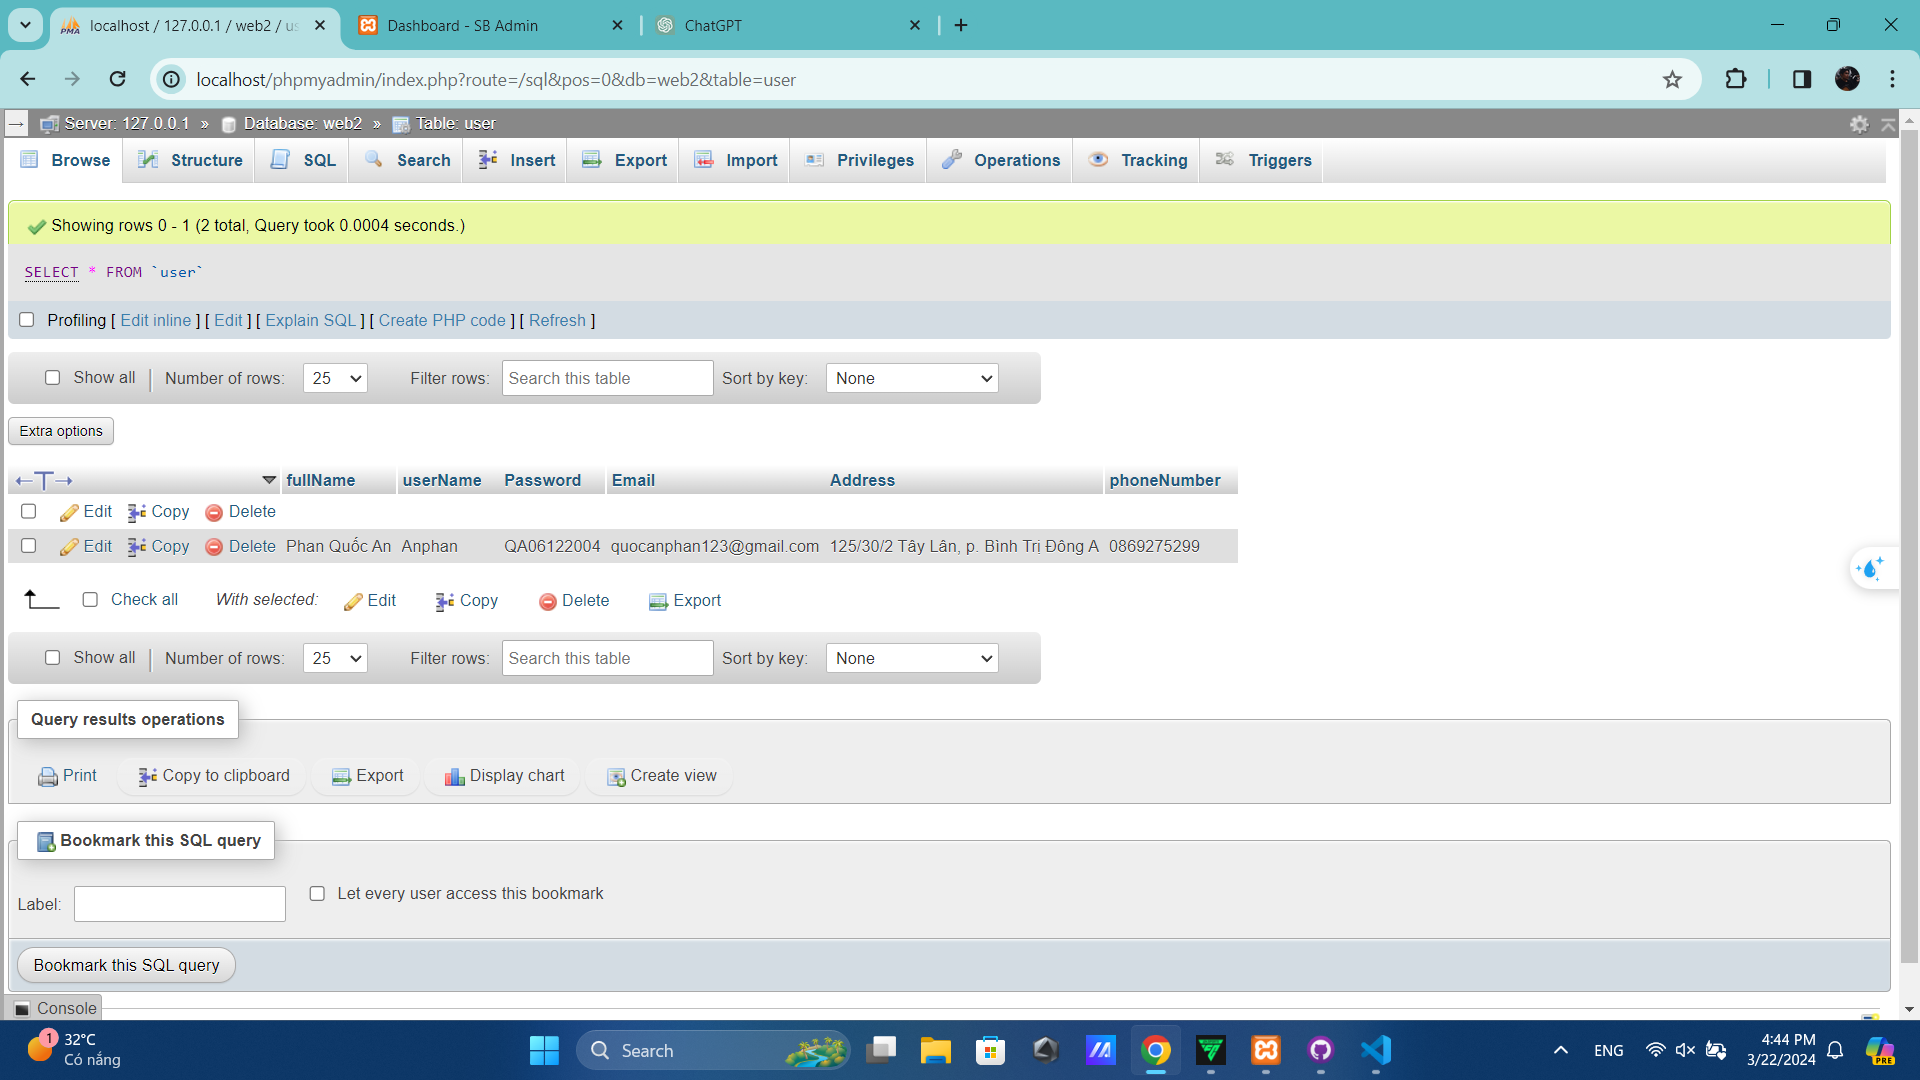 localhost / 127.0.0.1 / web2 / us
Dashboard - SB Admin
ChatGPT
localhost/phpmyadmin/index.php?route=/sql&pos=0&db=web2&table=user
Server: 127.0.0.1 » Database: web2 » Table: user
Browse Structure SQL Search Insert Export Import Privileges Operations Tracking Triggers
Showing rows 0 - 1 (2 total, Query took 0.0004 seconds.)
SELECT * FROM `user`
Profiling [ Edit inline ] [ Edit ] [ Explain SQL ] [ Create PHP code ] [ Refresh ]
Show all Number of rows: 25 Filter rows: Search this table Sort by key: None
Extra options
fullName userName Password Email Address phoneNumber
Edit Copy Delete
Edit Copy Delete Phan Quốc An Anphan QA06122004 quocanphan123@gmail.com 125/30/2 Tây Lân, p. Bình Trị Đông A 0869275299
Check all With selected: Edit Copy Delete Export
Show all Number of rows: 25 Filter rows: Search this table Sort by key: None
Query results operations
Print Copy to clipboard Export Display chart Create view
Bookmark this SQL query
Label: Let every user access this bookmark
Bookmark this SQL query
Console
1 32°C
Có nắng
Search
ENG
4:44 PM
3/22/2024
PRE